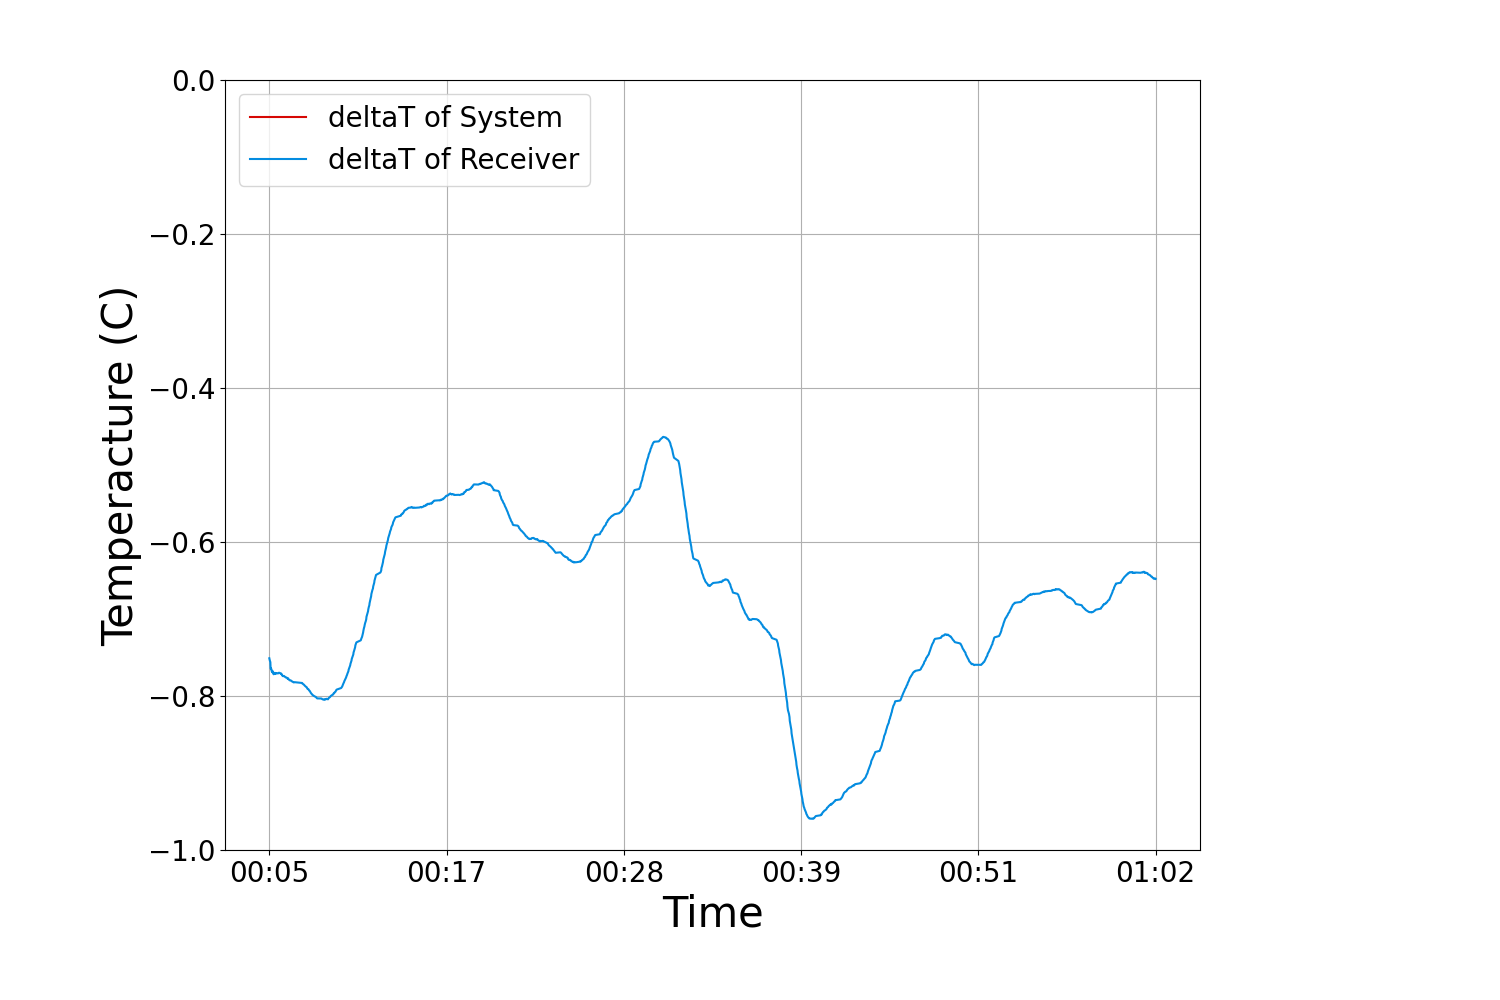 0.0
−0.2
−0.4
−0.6
−0.8
−1.0
Temperacture (C)
deltaT of System
deltaT of Receiver
00:05 00:17 00:28 00:39 00:51 01:02
Time